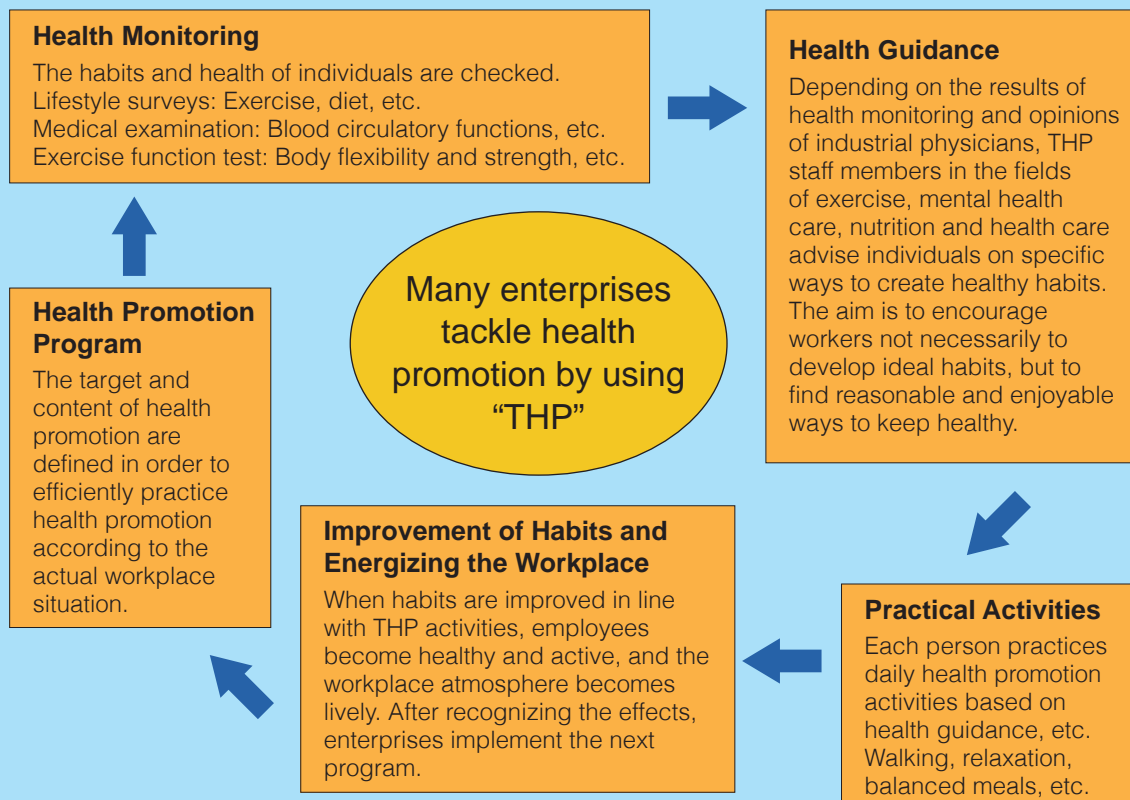 Health Monitoring
The habits and health of individuals are checked.
Lifestyle surveys: Exercise, diet, etc.
Medical examination: Blood circulatory functions, etc.
Exercise function test: Body flexibility and strength, etc.
Health Guidance
Depending on the results of
health monitoring and opinions
of industrial physicians, THP
staff members in the fields
of exercise, mental health
care, nutrition and health care
advise individuals on specific
ways to create healthy habits.
The aim is to encourage
workers not necessarily to
develop ideal habits, but to
find reasonable and enjoyable
ways to keep healthy.
Many enterprises
tackle health
promotion by using
“THP”
Health Promotion
Program
The target and
content of health
promotion are
defined in order to
efficiently practice
health promotion
according to the
actual workplace
situation.
Improvement of Habits and
Energizing the Workplace
When habits are improved in line
with THP activities, employees
become healthy and active, and the
workplace atmosphere becomes
lively. After recognizing the effects,
enterprises implement the next
program.
Practical Activities
Each person practices
daily health promotion
activities based on
health guidance, etc.
Walking, relaxation,
balanced meals, etc.